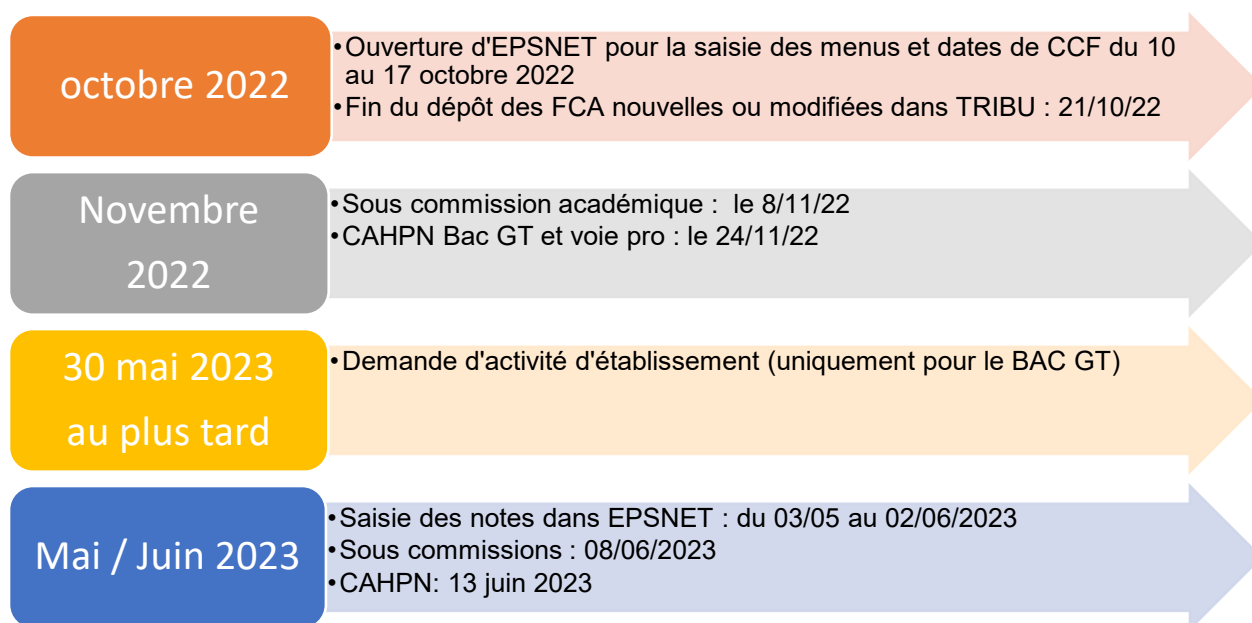 octobre 2022
•Ouverture d'EPSNET pour la saisie des menus et dates de CCF du 10
au 17 octobre 2022
•Fin du dépôt des FCA nouvelles ou modifiées dans TRIBU : 21/10/22
Novembre
2022
•Sous commission académique :  le 8/11/22
•CAHPN Bac GT et voie pro : le 24/11/22
30 mai 2023
au plus tard
•Demande d'activité d'établissement (uniquement pour le BAC GT)
Mai / Juin 2023
•Saisie des notes dans EPSNET : du 03/05 au 02/06/2023
•Sous commissions : 08/06/2023
•CAHPN: 13 juin 2023